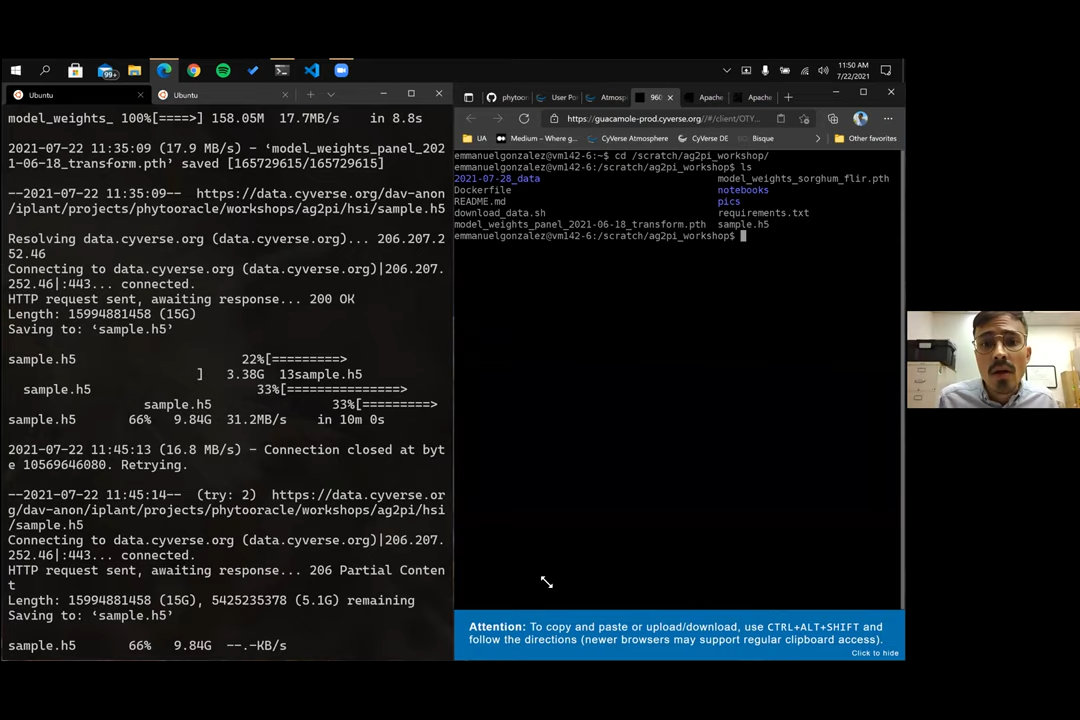 99+
11:50 AM
7/22/2021
Ubuntu
Ubuntu
model_weights_ 100%[====>] 158.05M 17.7MB/s in 8.8s
2021-07-22 11:35:09 (17.9 MB/s) - ‘model_weights_panel_202
1-06-18_transform.pth’ saved [165729615/165729615]
--2021-07-22 11:35:09-- https://data.cyverse.org/dav-anon
/iplant/projects/phytooracle/workshops/ag2pi/hsi/sample.h5
Resolving data.cyverse.org (data.cyverse.org)... 206.207.2
52.46
Connecting to data.cyverse.org (data.cyverse.org)|206.207.
252.46|:443... connected.
HTTP request sent, awaiting response... 200 OK
Length: 15994881458 (15G)
Saving to: ‘sample.h5’
sample.h5 22%[=========>
] 3.38G 13sample.h5
sample.h5 33%[===============>
sample.h5 33%[=========>
sample.h5 66% 9.84G 31.2MB/s in 10m 0s
2021-07-22 11:45:13 (16.8 MB/s) - Connection closed at byt
e 10569646080. Retrying.
--2021-07-22 11:45:14-- (try: 2) https://data.cyverse.or
g/dav-anon/iplant/projects/phytooracle/workshops/ag2pi/hsi
/sample.h5
Connecting to data.cyverse.org (data.cyverse.org)|206.207.
252.46|:443... connected.
HTTP request sent, awaiting response... 206 Partial Conten
t
Length: 15994881458 (15G), 5425235378 (5.1G) remaining
Saving to: ‘sample.h5’
sample.h5 66% 9.84G --.-KB/s
phytoo User Po Atmosp 960 Apache Apache
https://guacamole-prod.cyverse.org//#/client/OTY...
UA Medium – Where g... CyVerse Atmosphere CyVerse DE Bisque Other favorites
emmanuelgonzalez@vm142-6:~$ cd /scratch/ag2pi_workshop/
emmanuelgonzalez@vm142-6:/scratch/ag2pi_workshop$ ls
2021-07-28_data model_weights_sorghum_flir.pth
Dockerfile notebooks
README.md pics
download_data.sh requirements.txt
model_weights_panel_2021-06-18_transform.pth sample.h5
emmanuelgonzalez@vm142-6:/scratch/ag2pi_workshop$
Attention: To copy and paste or upload/download, use CTRL+ALT+SHIFT and
follow the directions (newer browsers may support regular clipboard access).
Click to hide